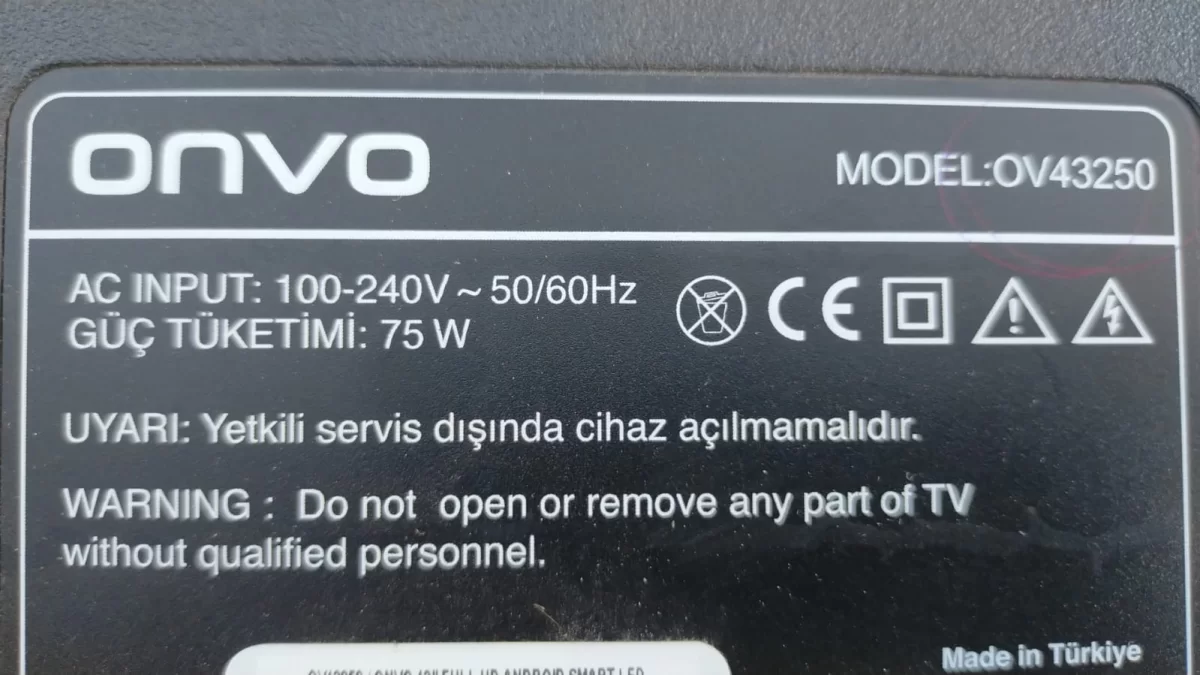 onvo
MODEL:OV43250
AC INPUT: 100-240V ~ 50/60Hz
GÜÇ TÜKETİMİ: 75 W
CE
UYARI: Yetkili servis dışında cihaz açılmamalıdır.
WARNING : Do not open or remove any part of TV
without qualified personnel.
Made in Türkiye